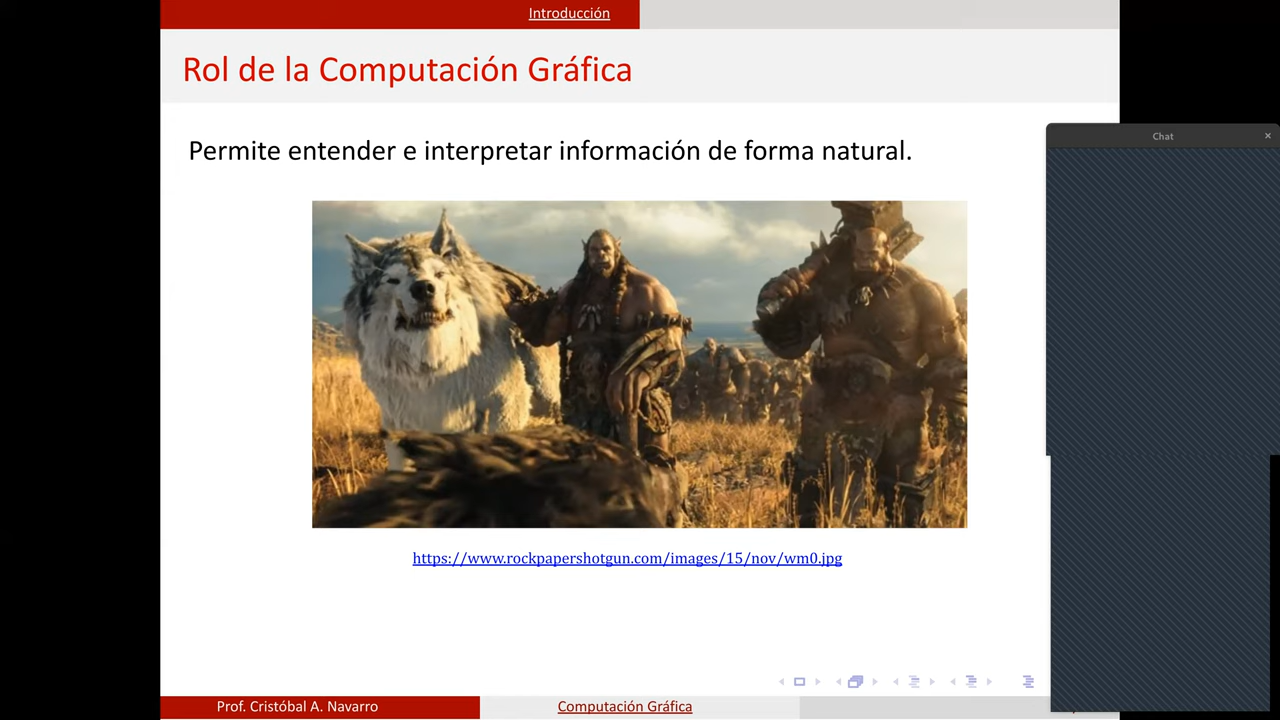 Introducción
Rol de la Computación Gráfica
Permite entender e interpretar información de forma natural.
Chat
×
https://www.rockpapershotgun.com/images/15/nov/wm0.jpg
Prof. Cristóbal A. Navarro
Computación Gráfica